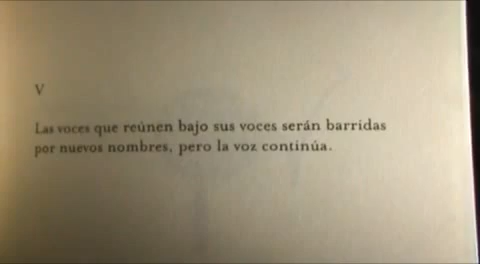 V
Las voces que reúnen bajo sus voces serán barridas
por nuevos nombres, pero la voz continúa.